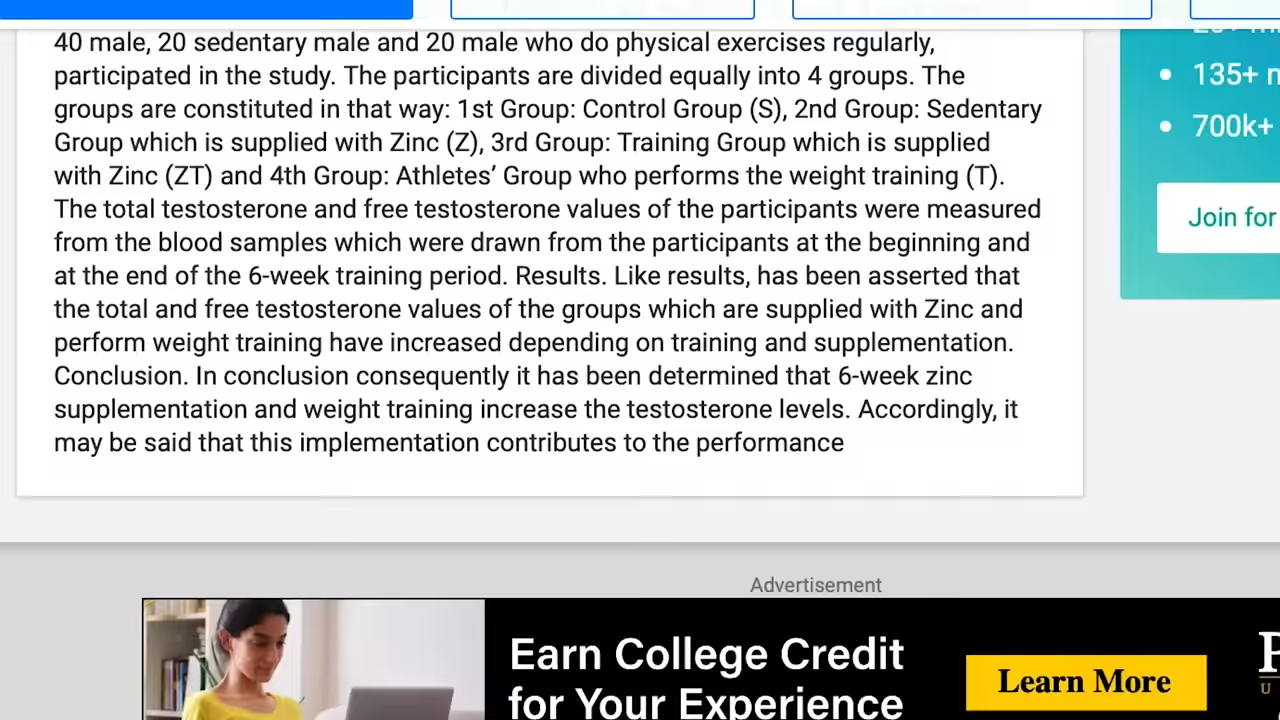 40 male, 20 sedentary male and 20 male who do physical exercises regularly,
participated in the study. The participants are divided equally into 4 groups. The
groups are constituted in that way: 1st Group: Control Group (S), 2nd Group: Sedentary
Group which is supplied with Zinc (Z), 3rd Group: Training Group which is supplied
with Zinc (ZT) and 4th Group: Athletes’ Group who performs the weight training (T).
The total testosterone and free testosterone values of the participants were measured
from the blood samples which were drawn from the participants at the beginning and
at the end of the 6-week training period. Results. Like results, has been asserted that
the total and free testosterone values of the groups which are supplied with Zinc and
perform weight training have increased depending on training and supplementation.
Conclusion. In conclusion consequently it has been determined that 6-week zinc
supplementation and weight training increase the testosterone levels. Accordingly, it
may be said that this implementation contributes to the performance
• 135+
• 700k+
Join for
Advertisement
Earn College Credit
for Your Experience
Learn More